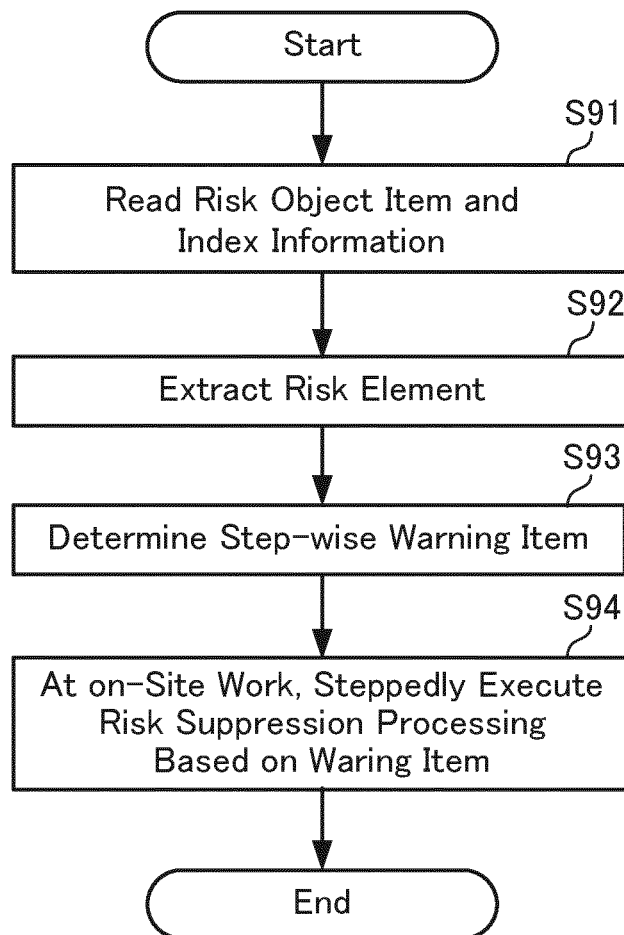 Start
S91
Read Risk Object Item and
Index Information
S92
Extract Risk Element
S93
Determine Step-wise Warning Item
S94
At on-Site Work, Steppedly Execute
Risk Suppression Processing
Based on Waring Item
End